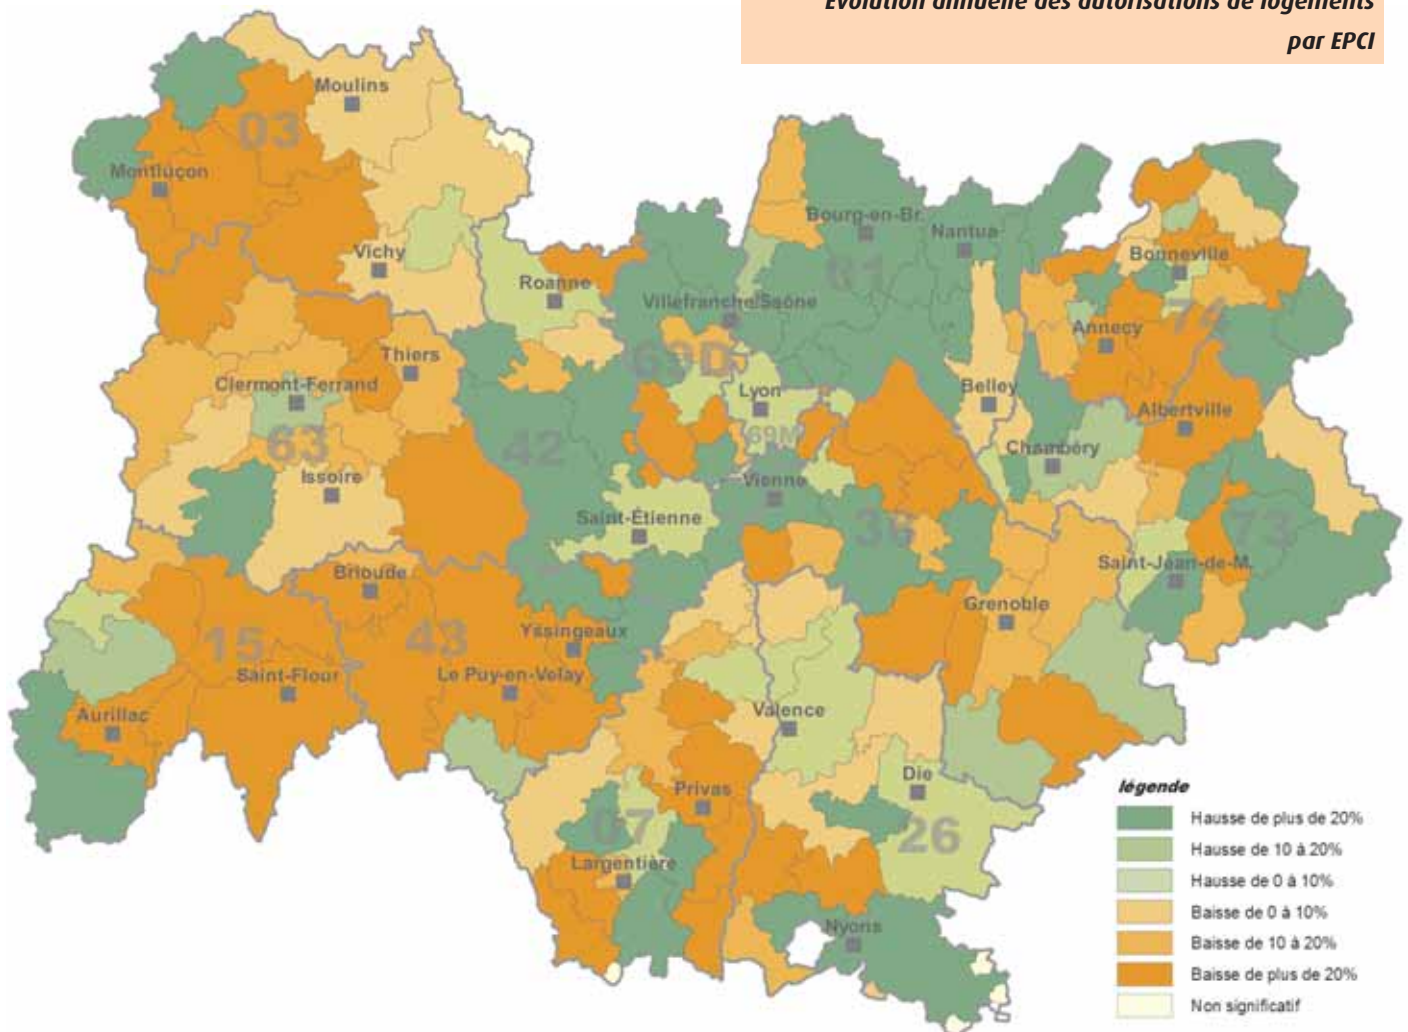 Evolution annuelle des autorisations de logements
par EPCI
03
Moulins
Montluçon
Vichy
Roanne
Bourg-en-Br.
Nantua
01
Bonneville
Villefranche/Saône
74
Annecy
69D
Thiers
Clermont-Ferrand
63
Lyon
69M
Belley
Albertville
Chambéry
42
Issoire
Vienne
Saint-Étienne
38
73
Saint-Jean-de-M.
Brioude
Grenoble
15
43
Yssingeaux
Saint-Flour
Le Puy-en-Velay
Aurillac
Valence
Die
Privas
07
26
Largentière
Nyons
légende
Hausse de plus de 20%
Hausse de 10 à 20%
Hausse de 0 à 10%
Baisse de 0 à 10%
Baisse de 10 à 20%
Baisse de plus de 20%
Non significatif